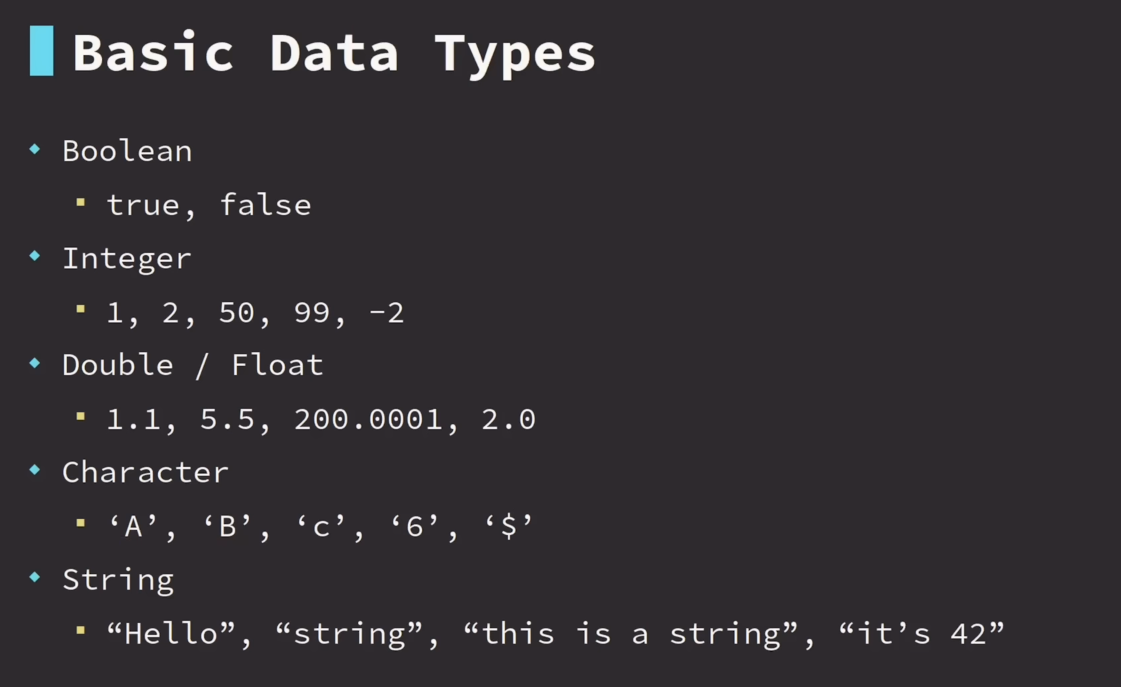 Basic Data Types
Boolean
true, false
Integer
1, 2, 50, 99, -2
Double / Float
1.1, 5.5, 200.0001, 2.0
Character
‘A’, ‘B’, ‘c’, ‘6’, ‘$’
String
“Hello”, “string”, “this is a string”, “it’s 42”